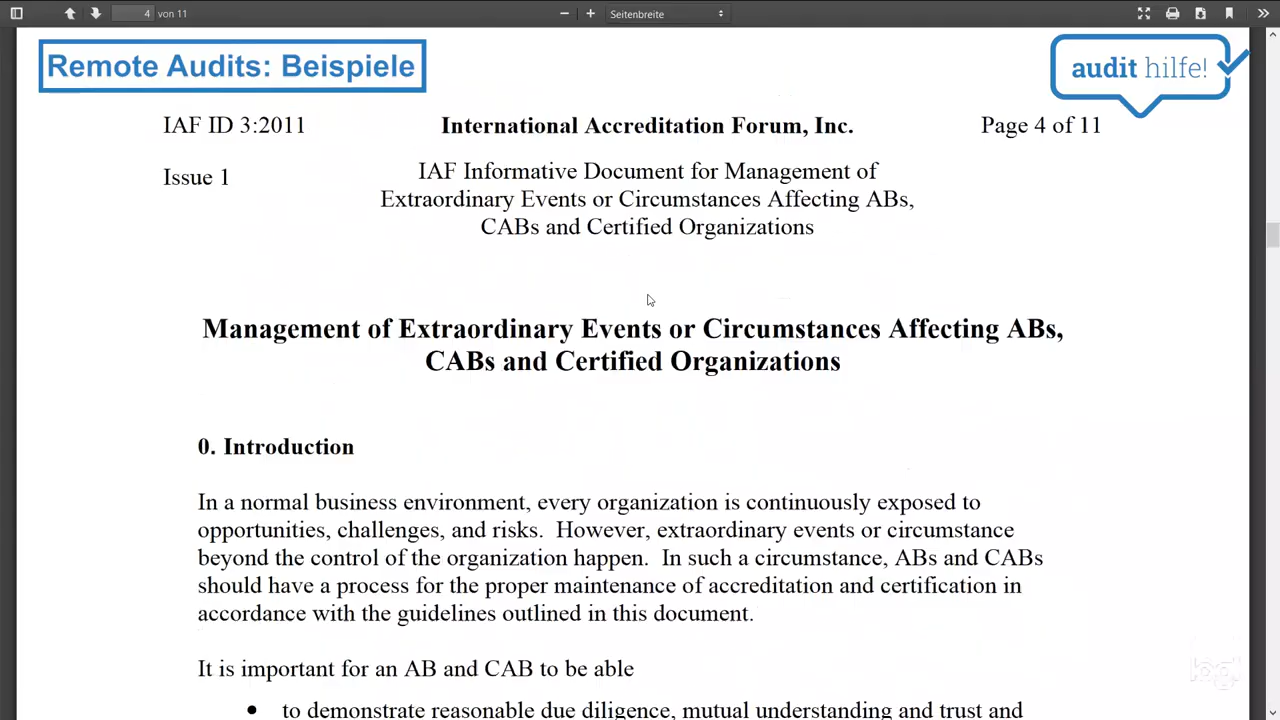 4 von 11
Seitenbreite
Remote Audits: Beispiele
audit hilfe!
IAF ID 3:2011 International Accreditation Forum, Inc. Page 4 of 11
Issue 1
IAF Informative Document for Management of
Extraordinary Events or Circumstances Affecting ABs,
CABs and Certified Organizations
Management of Extraordinary Events or Circumstances Affecting ABs,
CABs and Certified Organizations
0. Introduction
In a normal business environment, every organization is continuously exposed to
opportunities, challenges, and risks. However, extraordinary events or circumstance
beyond the control of the organization happen. In such a circumstance, ABs and CABs
should have a process for the proper maintenance of accreditation and certification in
accordance with the guidelines outlined in this document.
It is important for an AB and CAB to be able
• to demonstrate reasonable due diligence, mutual understanding and trust and
logi